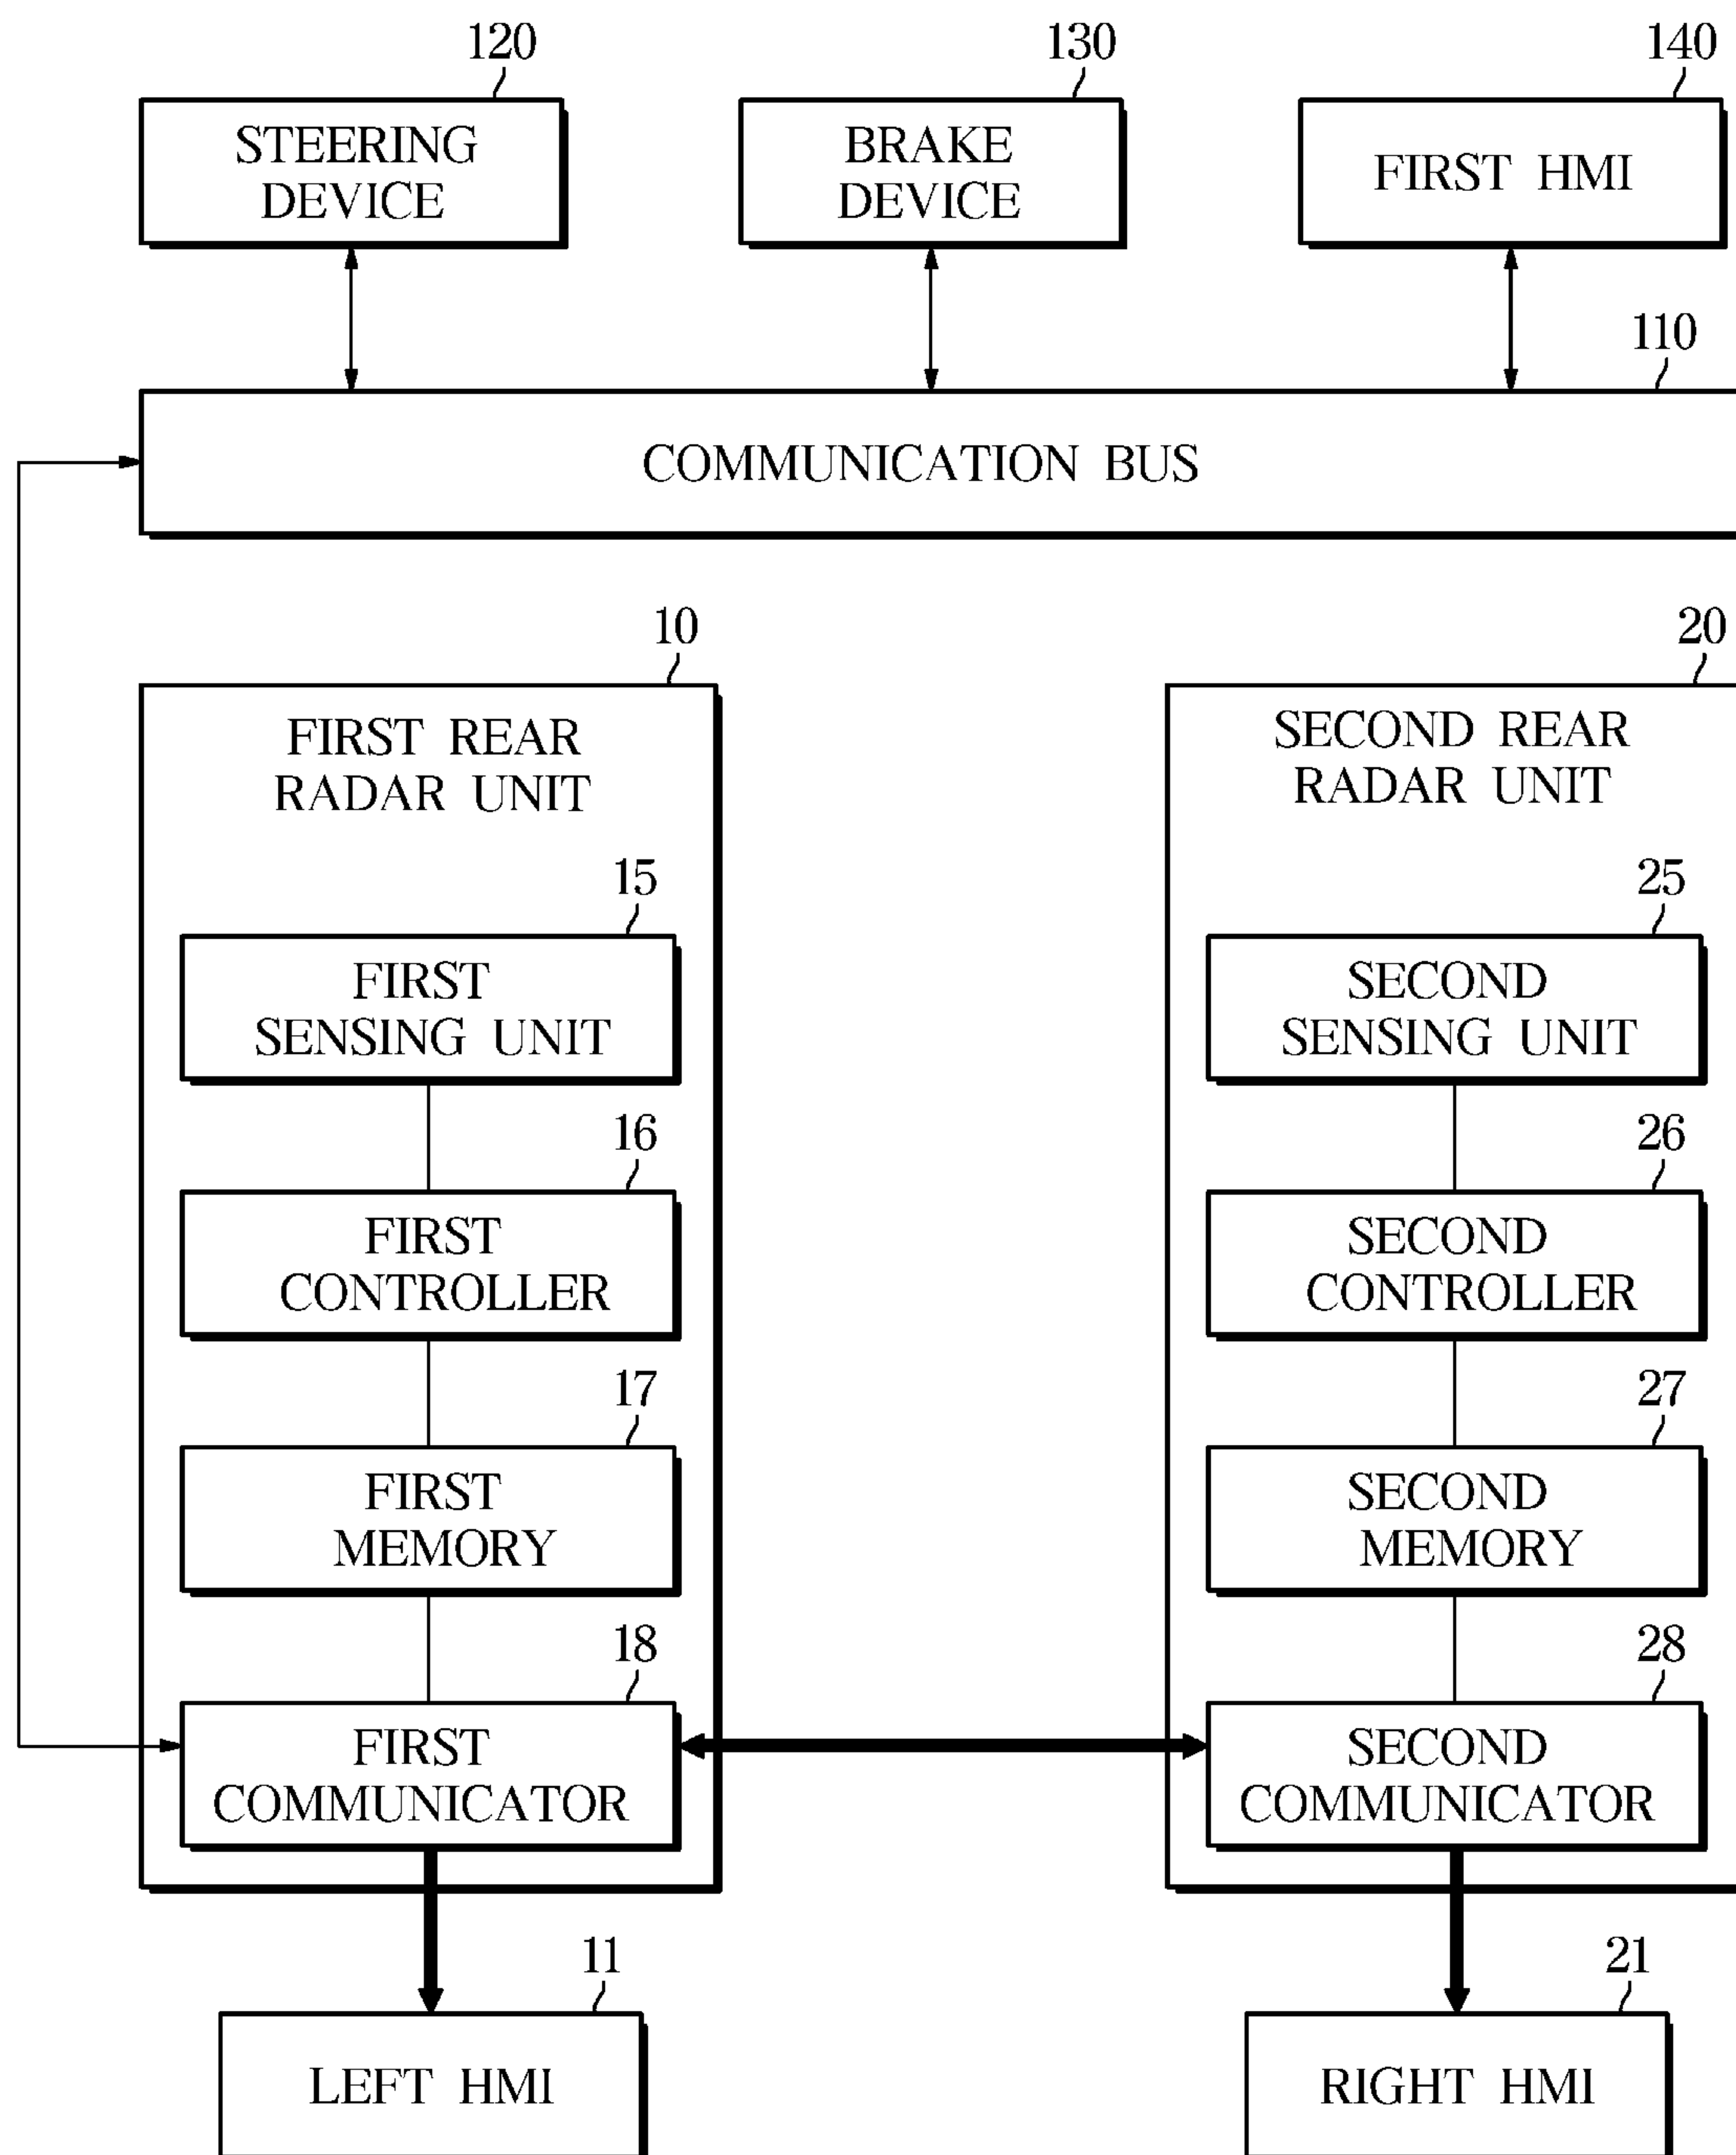 120
130
140
STEERING
DEVICE
BRAKE
DEVICE
FIRST HMI
110
COMMUNICATION BUS
10
20
FIRST REAR
RADAR UNIT
SECOND REAR
RADAR UNIT
15
25
FIRST
SENSING UNIT
SECOND
SENSING UNIT
16
26
FIRST
CONTROLLER
SECOND
CONTROLLER
17
27
FIRST
MEMORY
SECOND
MEMORY
18
28
FIRST
COMMUNICATOR
SECOND
COMMUNICATOR
11
21
LEFT HMI
RIGHT HMI